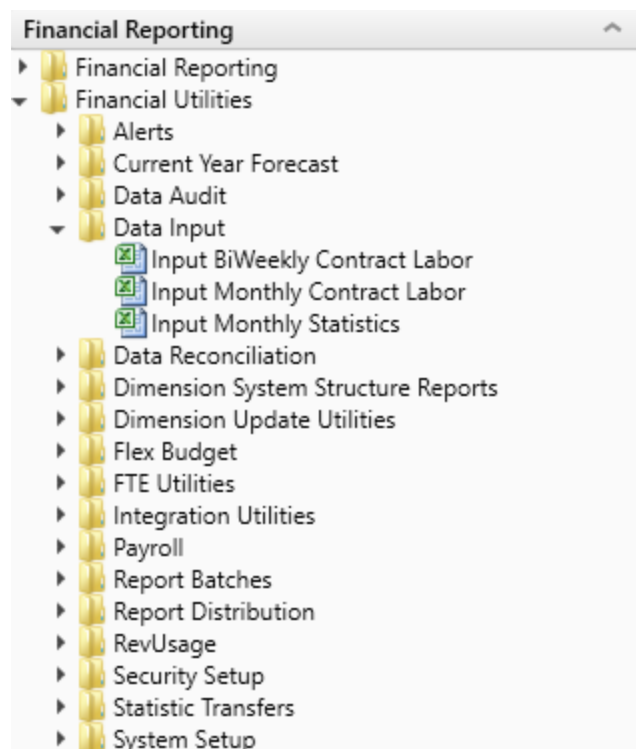 Financial Reporting
Financial Reporting
Financial Utilities
Alerts
Current Year Forecast
Data Audit
Data Input
Input BiWeekly Contract Labor
Input Monthly Contract Labor
Input Monthly Statistics
Data Reconciliation
Dimension System Structure Reports
Dimension Update Utilities
Flex Budget
FTE Utilities
Integration Utilities
Payroll
Report Batches
Report Distribution
RevUsage
Security Setup
Statistic Transfers
System Setup